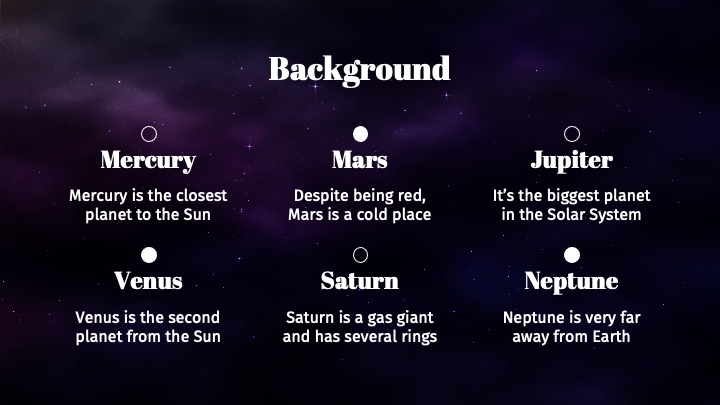 Background
Mercury
Mercury is the closest
planet to the Sun
Mars
Despite being red,
Mars is a cold place
Jupiter
It’s the biggest planet
in the Solar System
Venus
Venus is the second
planet from the Sun
Saturn
Saturn is a gas giant
and has several rings
Neptune
Neptune is very far
away from Earth